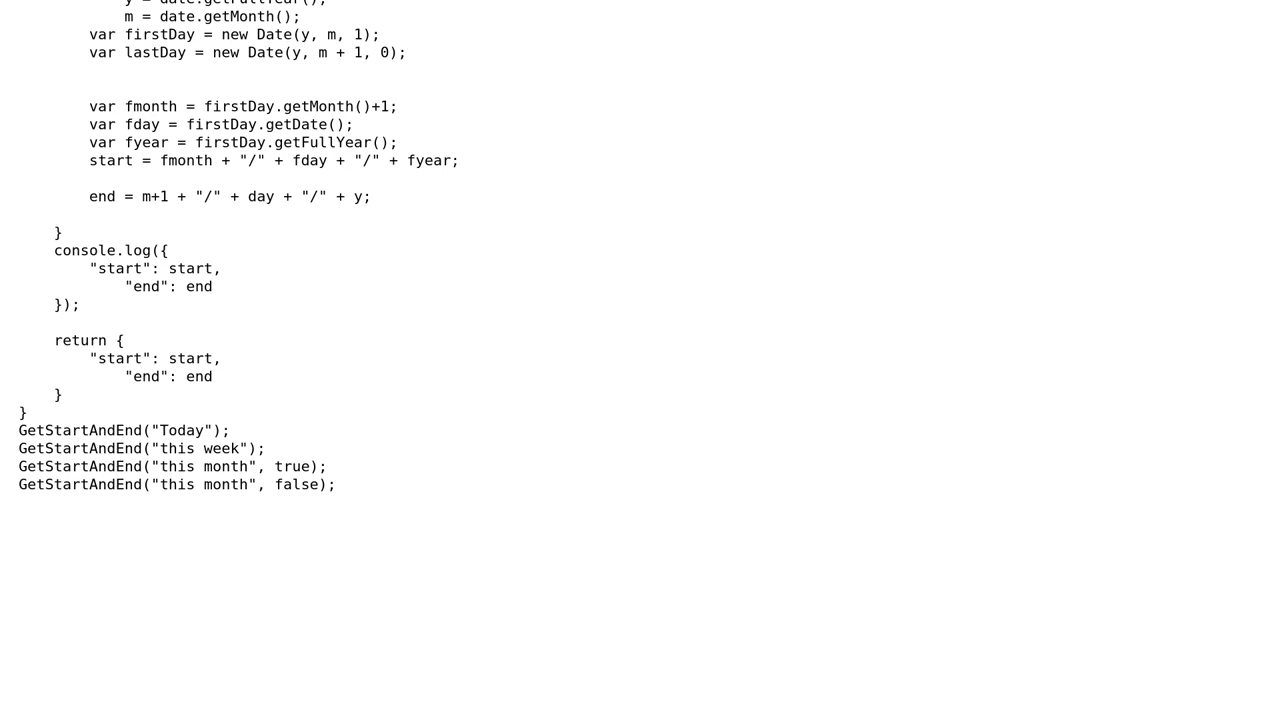 y = date.getFullYear(),
m = date.getMonth();
var firstDay = new Date(y, m, 1);
var lastDay = new Date(y, m + 1, 0);
var fmonth = firstDay.getMonth()+1;
var fday = firstDay.getDate();
var fyear = firstDay.getFullYear();
start = fmonth + "/" + fday + "/" + fyear;
end = m+1 + "/" + day + "/" + y;
}
console.log({
"start": start,
"end": end
});
return {
"start": start,
"end": end
}
}
GetStartAndEnd("Today");
GetStartAndEnd("this week");
GetStartAndEnd("this month", true);
GetStartAndEnd("this month", false);